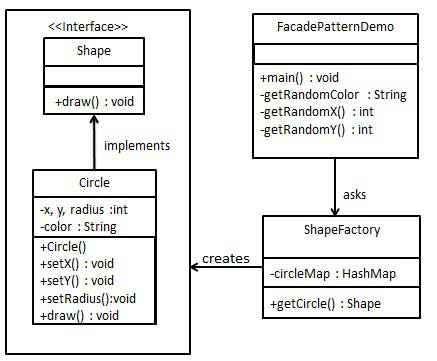 <<Interface>>
Shape
+draw() : void
implements
Circle
-x, y, radius :int
-color : String
+Circle()
+setX() : void
+setY() : void
+setRadius():void
+draw() : void
FacadePatternDemo
+main() : void
-getRandomColor : String
-getRandomX() : int
-getRandomY() : int
asks
ShapeFactory
-circleMap : HashMap
+getCircle() : Shape
creates